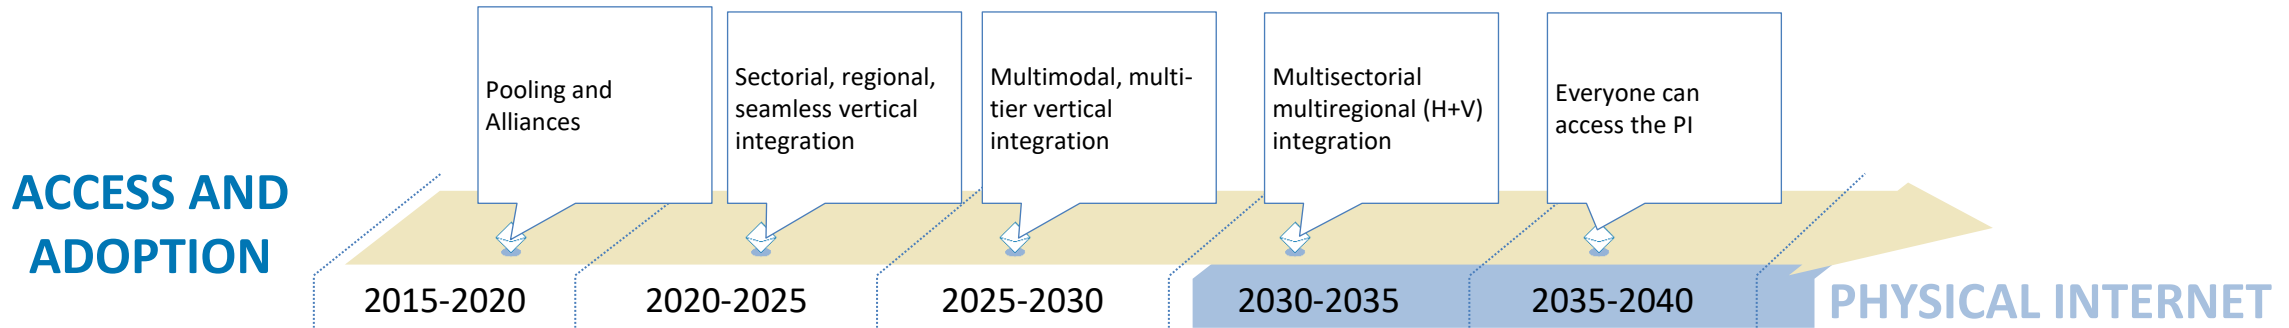 Pooling and
Alliances
Sectorial, regional,
seamless vertical
integration
Multimodal, multi-
tier vertical
integration
Multisectorial
multiregional (H+V)
integration
Everyone can
access the PI
ACCESS AND
ADOPTION
2015-2020
2020-2025
2025-2030
2030-2035
2035-2040
PHYSICAL INTERNET